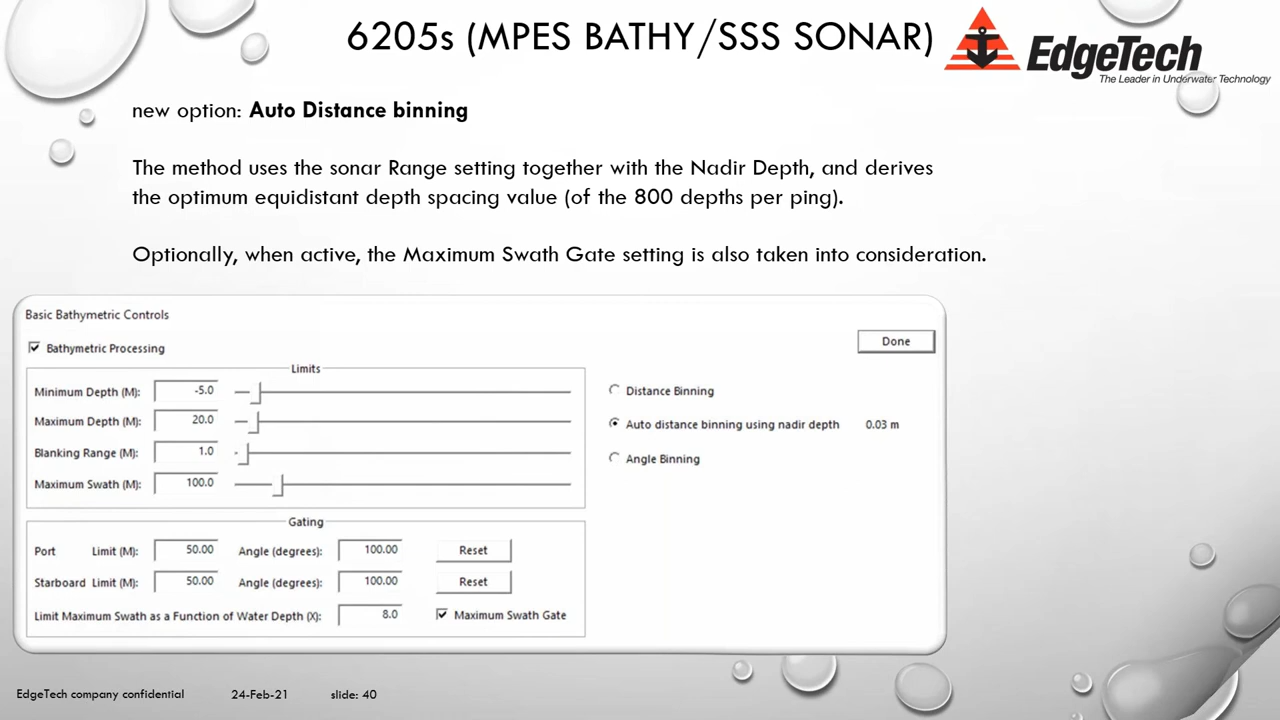 6205s (MPES BATHY/SSS SONAR)
EdgeTech
The Leader in Underwater Technology
new option: Auto Distance binning
The method uses the sonar Range setting together with the Nadir Depth, and derives
the optimum equidistant depth spacing value (of the 800 depths per ping).
Optionally, when active, the Maximum Swath Gate setting is also taken into consideration.
Basic Bathymetric Controls
Bathymetric Processing
Done
Limits
Minimum Depth (M): -5.0
Maximum Depth (M): 20.0
Blanking Range (M): 1.0
Maximum Swath (M): 100.0
Distance Binning
Auto distance binning using nadir depth 0.03 m
Angle Binning
Gating
Port Limit (M): 50.00 Angle (degrees): 100.00 Reset
Starboard Limit (M): 50.00 Angle (degrees): 100.00 Reset
Limit Maximum Swath as a Function of Water Depth (X): 8.0 Maximum Swath Gate
EdgeTech company confidential 24-Feb-21 slide: 40